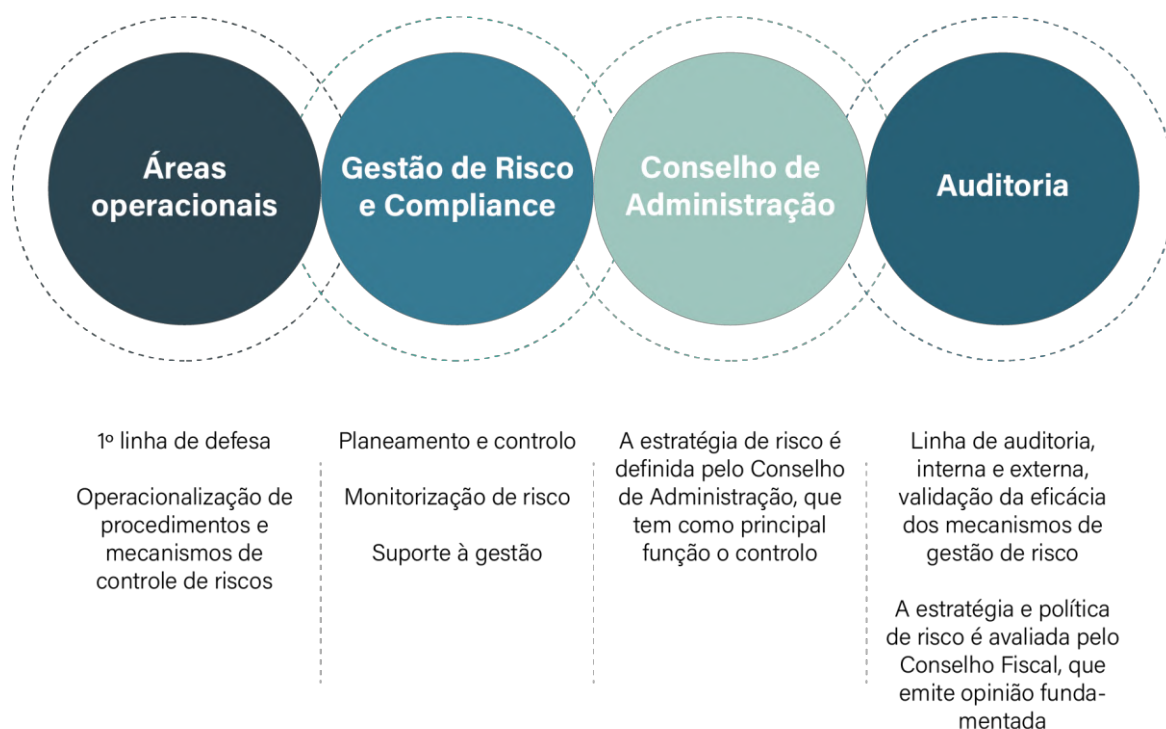 Áreas
operacionais
Gestão de Risco
e Compliance
Conselho de
Administração
Auditoria
1º linha de defesa
Operacionalização de
procedimentos e
mecanismos de
controle de riscos
Planeamento e controlo
Monitorização de risco
Suporte à gestão
A estratégia de risco é
definida pelo Conselho
de Administração, que
tem como principal
função o controlo
Linha de auditoria,
interna e externa,
validação da eficácia
dos mecanismos de
gestão de risco
A estratégia e política
de risco é avaliada pelo
Conselho Fiscal, que
emite opinião funda-
mentada